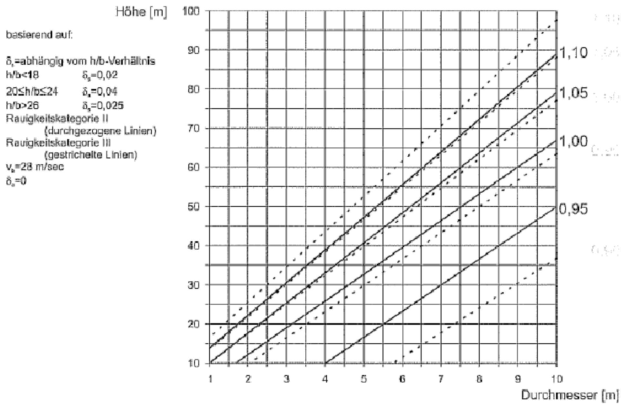 Höhe [m]
basierend auf:
δₛ=abhängig vom h/b-Verhältnis
h/b<18 δₛ=0,02
20≤h/b≤24 δₛ=0,04
h/b>26 δₛ=0,025
Rauigkeitskategorie II
(durchgezogene Linien)
Rauigkeitskategorie III
(gestrichelte Linien)
=28 m/sec
=0
100
90
80
70
60
50
40
30
20
10
1,10
1,05
1,00
0,95
1 2 3 4 5 6 7 8 9 10
Durchmesser [m]